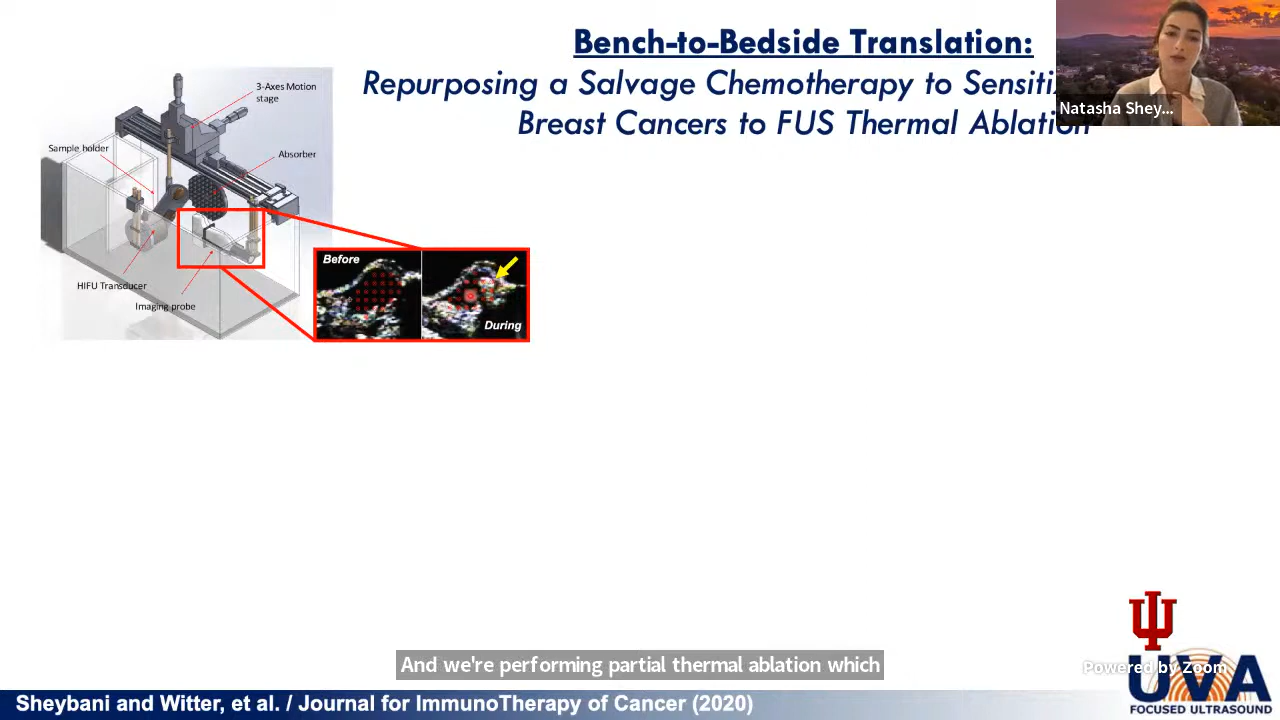 Bench-to-Bedside Translation:
Repurposing a Salvage Chemotherapy to
Breast Cancers to FUS Thermal Ablation
Natasha Shey...
3-Axes Motion
stage
Sample holder
Absorber
HIFU Transducer
Imaging probe
Before
During
And we're performing partial thermal ablation which
Powered by Zoom
UVA
FOCUSED ULTRASOUND
Sheybani and Witter, et al. / Journal for ImmunoTherapy of Cancer (2020)